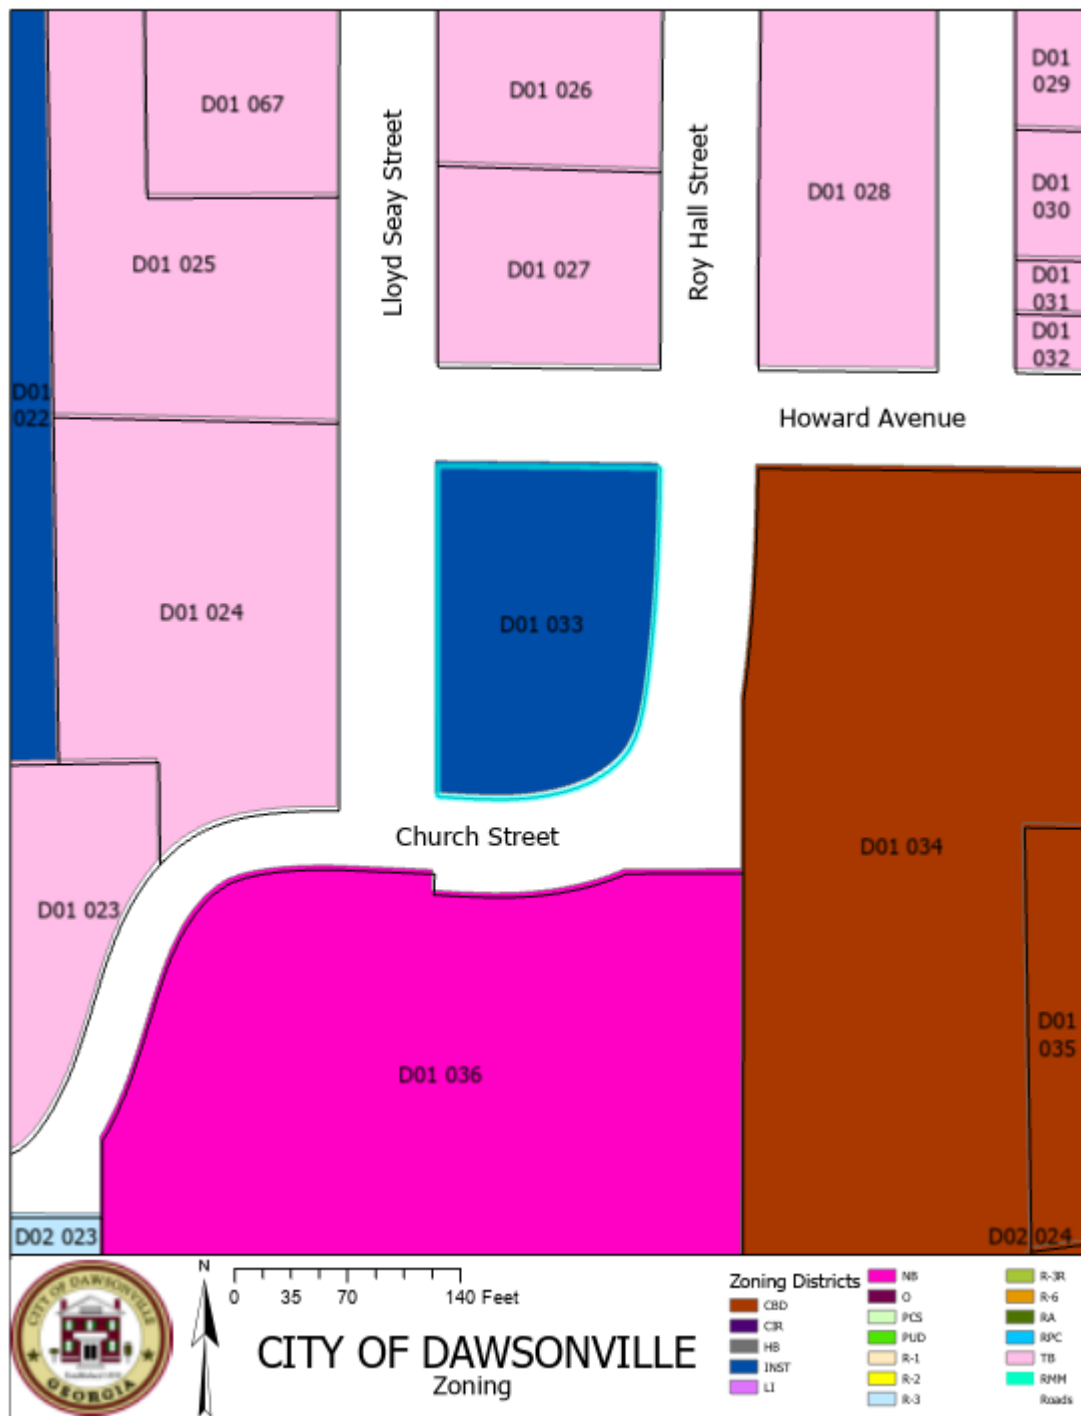 D01 067
D01 026
D01
029
D01 028
D01
030
Lloyd Seay Street
Roy Hall Street
D01 025
D01 027
D01
031
D01
032
D01
022
Howard Avenue
D01 024
D01 033
Church Street
D01 034
D01 023
D01
035
D01 036
D02 023
D02 024
CITY OF DAWSONVILLE
GEORGIA
N
0 35 70 140 Feet
CITY OF DAWSONVILLE
Zoning
Zoning Districts
CBD
CIR
HB
INST
LI
NB
O
PCS
PUD
R-1
R-2
R-3
R-3R
R-6
RA
RPC
TB
RMM
Roads